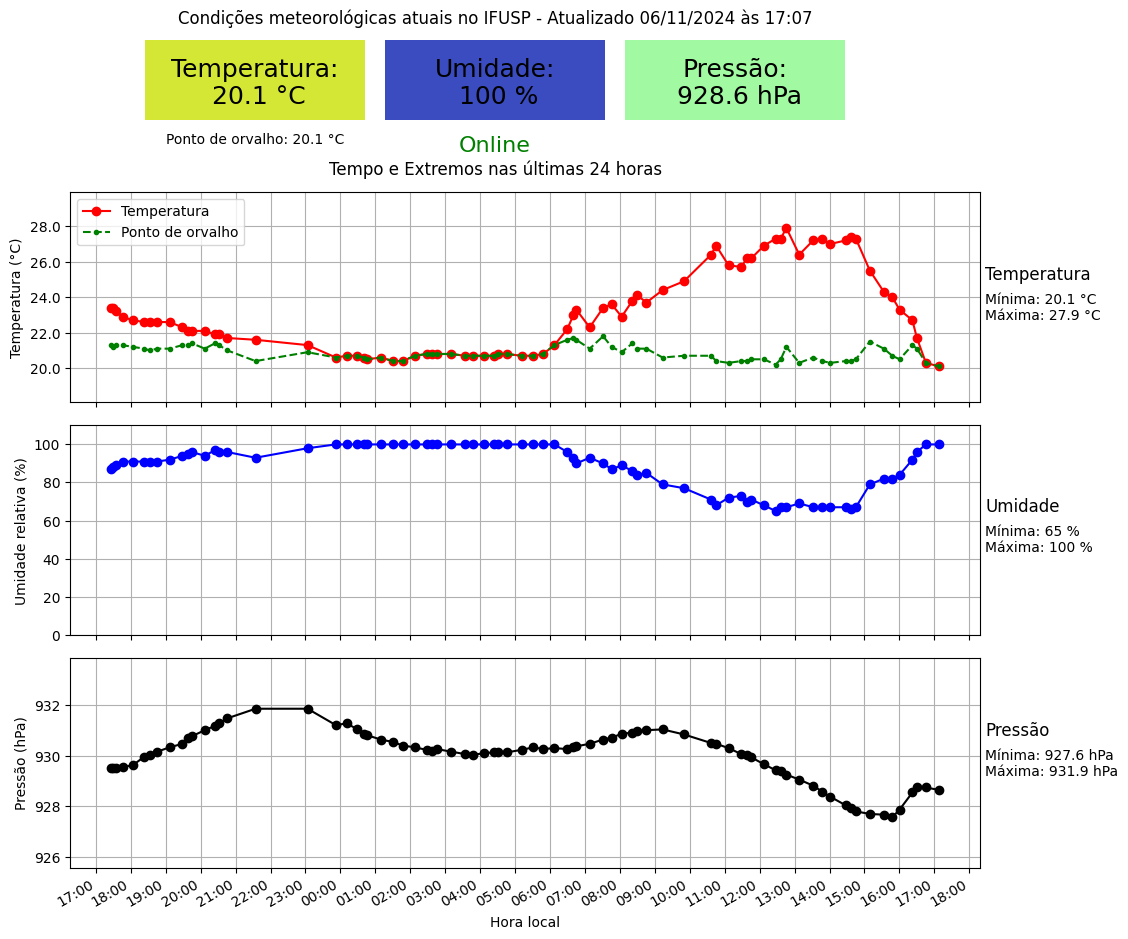 Condições meteorológicas atuais no IFUSP - Atualizado 06/11/2024 às 17:07
Temperatura:
20.1 °C
Umidade:
100 %
Pressão:
928.6 hPa
Ponto de orvalho: 20.1 °C
Online
Tempo e Extremos nas últimas 24 horas
Temperatura
Ponto de orvalho
Temperatura (°C)
28.0
26.0
24.0
22.0
20.0
Temperatura
Mínima: 20.1 °C
Máxima: 27.9 °C
Umidade relativa (%)
100
80
60
40
20
0
Umidade
Mínima: 65 %
Máxima: 100 %
Pressão (hPa)
932
930
928
926
Pressão
Mínima: 927.6 hPa
Máxima: 931.9 hPa
17:00 18:00 19:00 20:00 21:00 22:00 23:00 00:00 01:00 02:00 03:00 04:00 05:00 06:00 07:00 08:00 09:00 10:00 11:00 12:00 13:00 14:00 15:00 16:00 17:00 18:00
Hora local